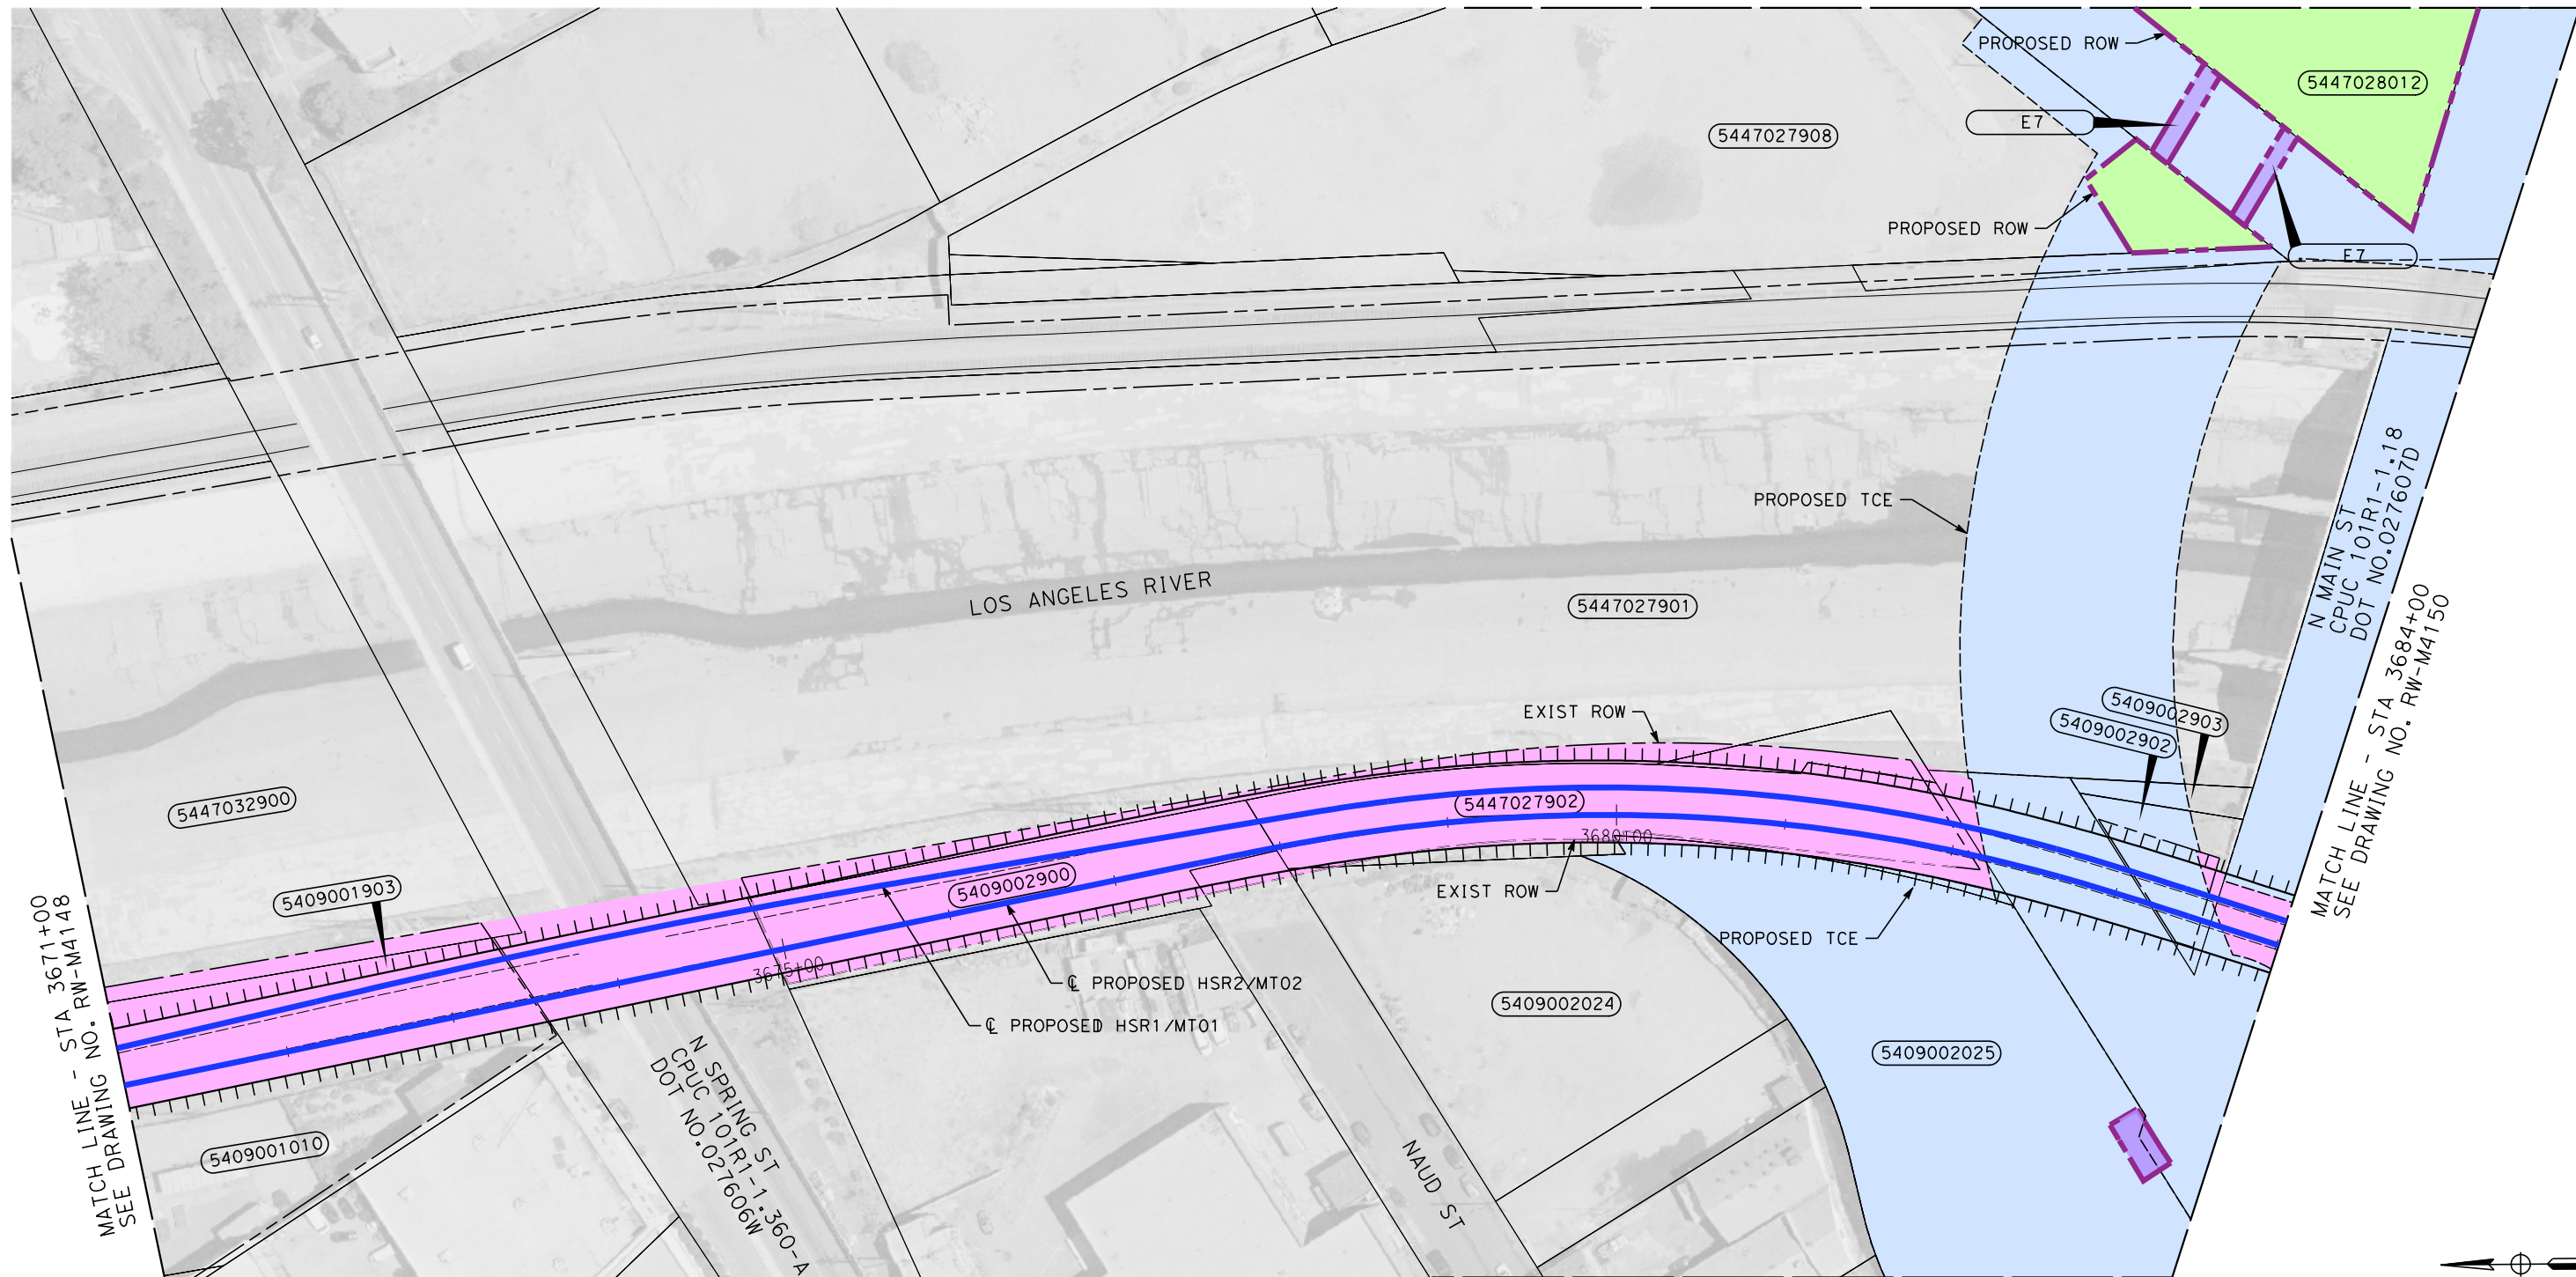 PROPOSED ROW
5447028012
E7
5447027908
PROPOSED ROW
E7
PROPOSED TCE
N MAIN ST
CPUC 101R1-1.18
DOT NO.027607D
LOS ANGELES RIVER
5447027901
MATCH LINE - STA 3684+00
SEE DRAWING NO. RW-M4150
EXIST ROW
5409002903
5409002902
5447032900
5447027902
3680+00
5409001903
5409002900
EXIST ROW
PROPOSED TCE
3675+00
℄ PROPOSED HSR2/MT02
℄ PROPOSED HSR1/MT01
5409002024
5409002025
MATCH LINE - STA 3671+00
SEE DRAWING NO. RW-M4148
N SPRING ST
CPUC 101R1-1.360-A
DOT NO.027606W
5409001010
NAUD ST